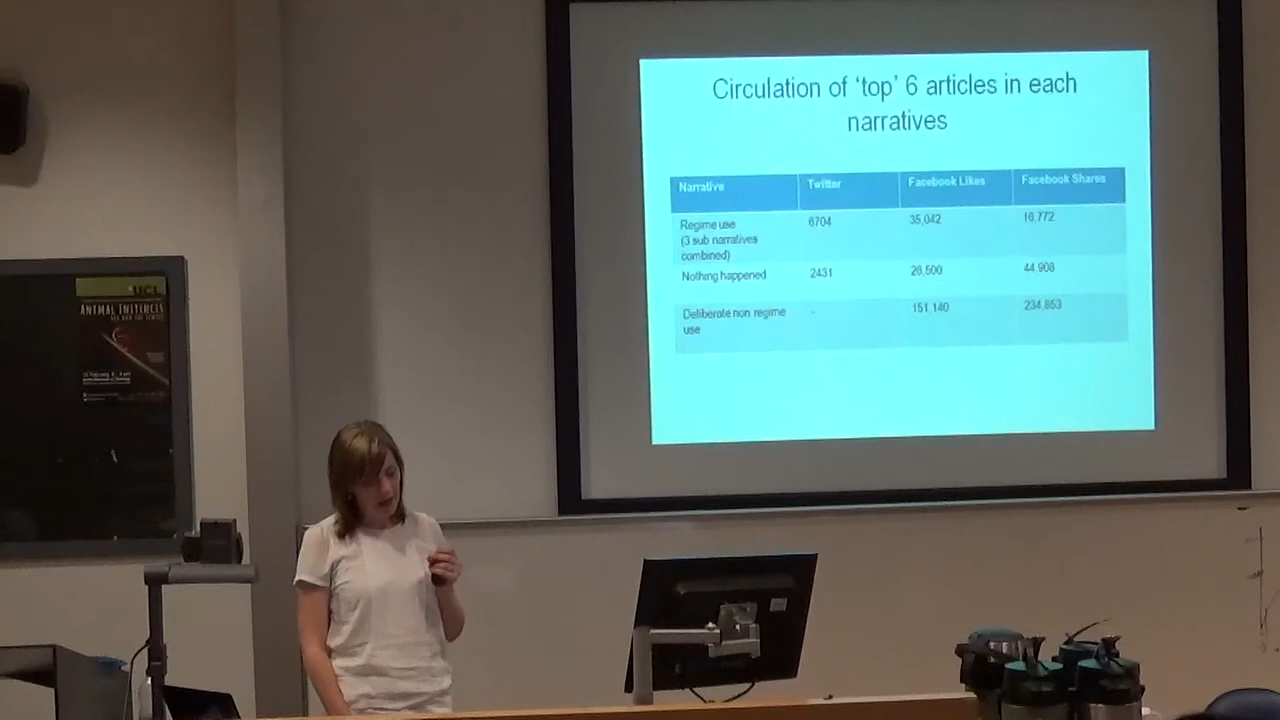 Circulation of ‘top’ 6 articles in each
narratives
Narrative Twitter Facebook Likes Facebook Shares
Regime use 6704 35,042 16,772
(3 sub narratives
combined)
Nothing happened 2431 26,500 44,908
Deliberate non regime - 151,140 234,853
use
UCL
ANIMAL INSTINCTS